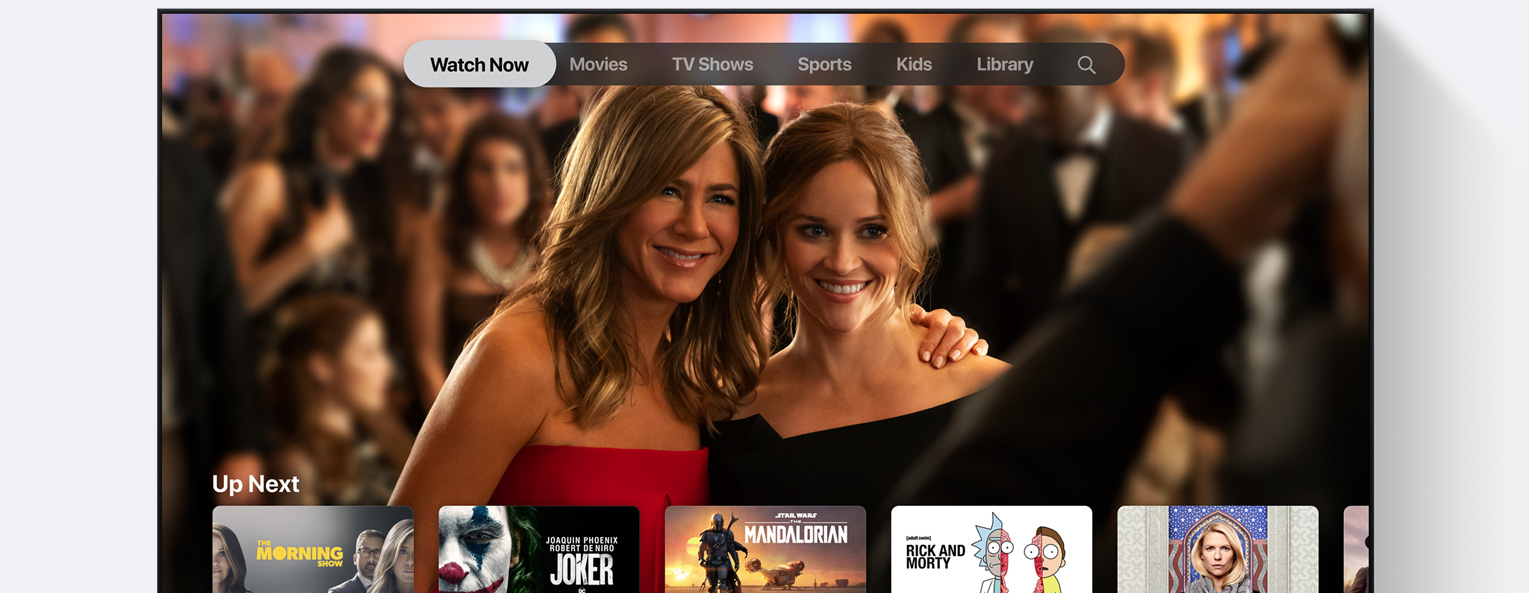 Watch Now
Movies
TV Shows
Sports
Kids
Library
Up Next
THE
MORNING
SHOW
JOAQUIN PHOENIX
ROBERT DE NIRO
JOKER
DC
STAR WARS
THE
MANDALORIAN
[adult swim]
RICK AND
MORTY